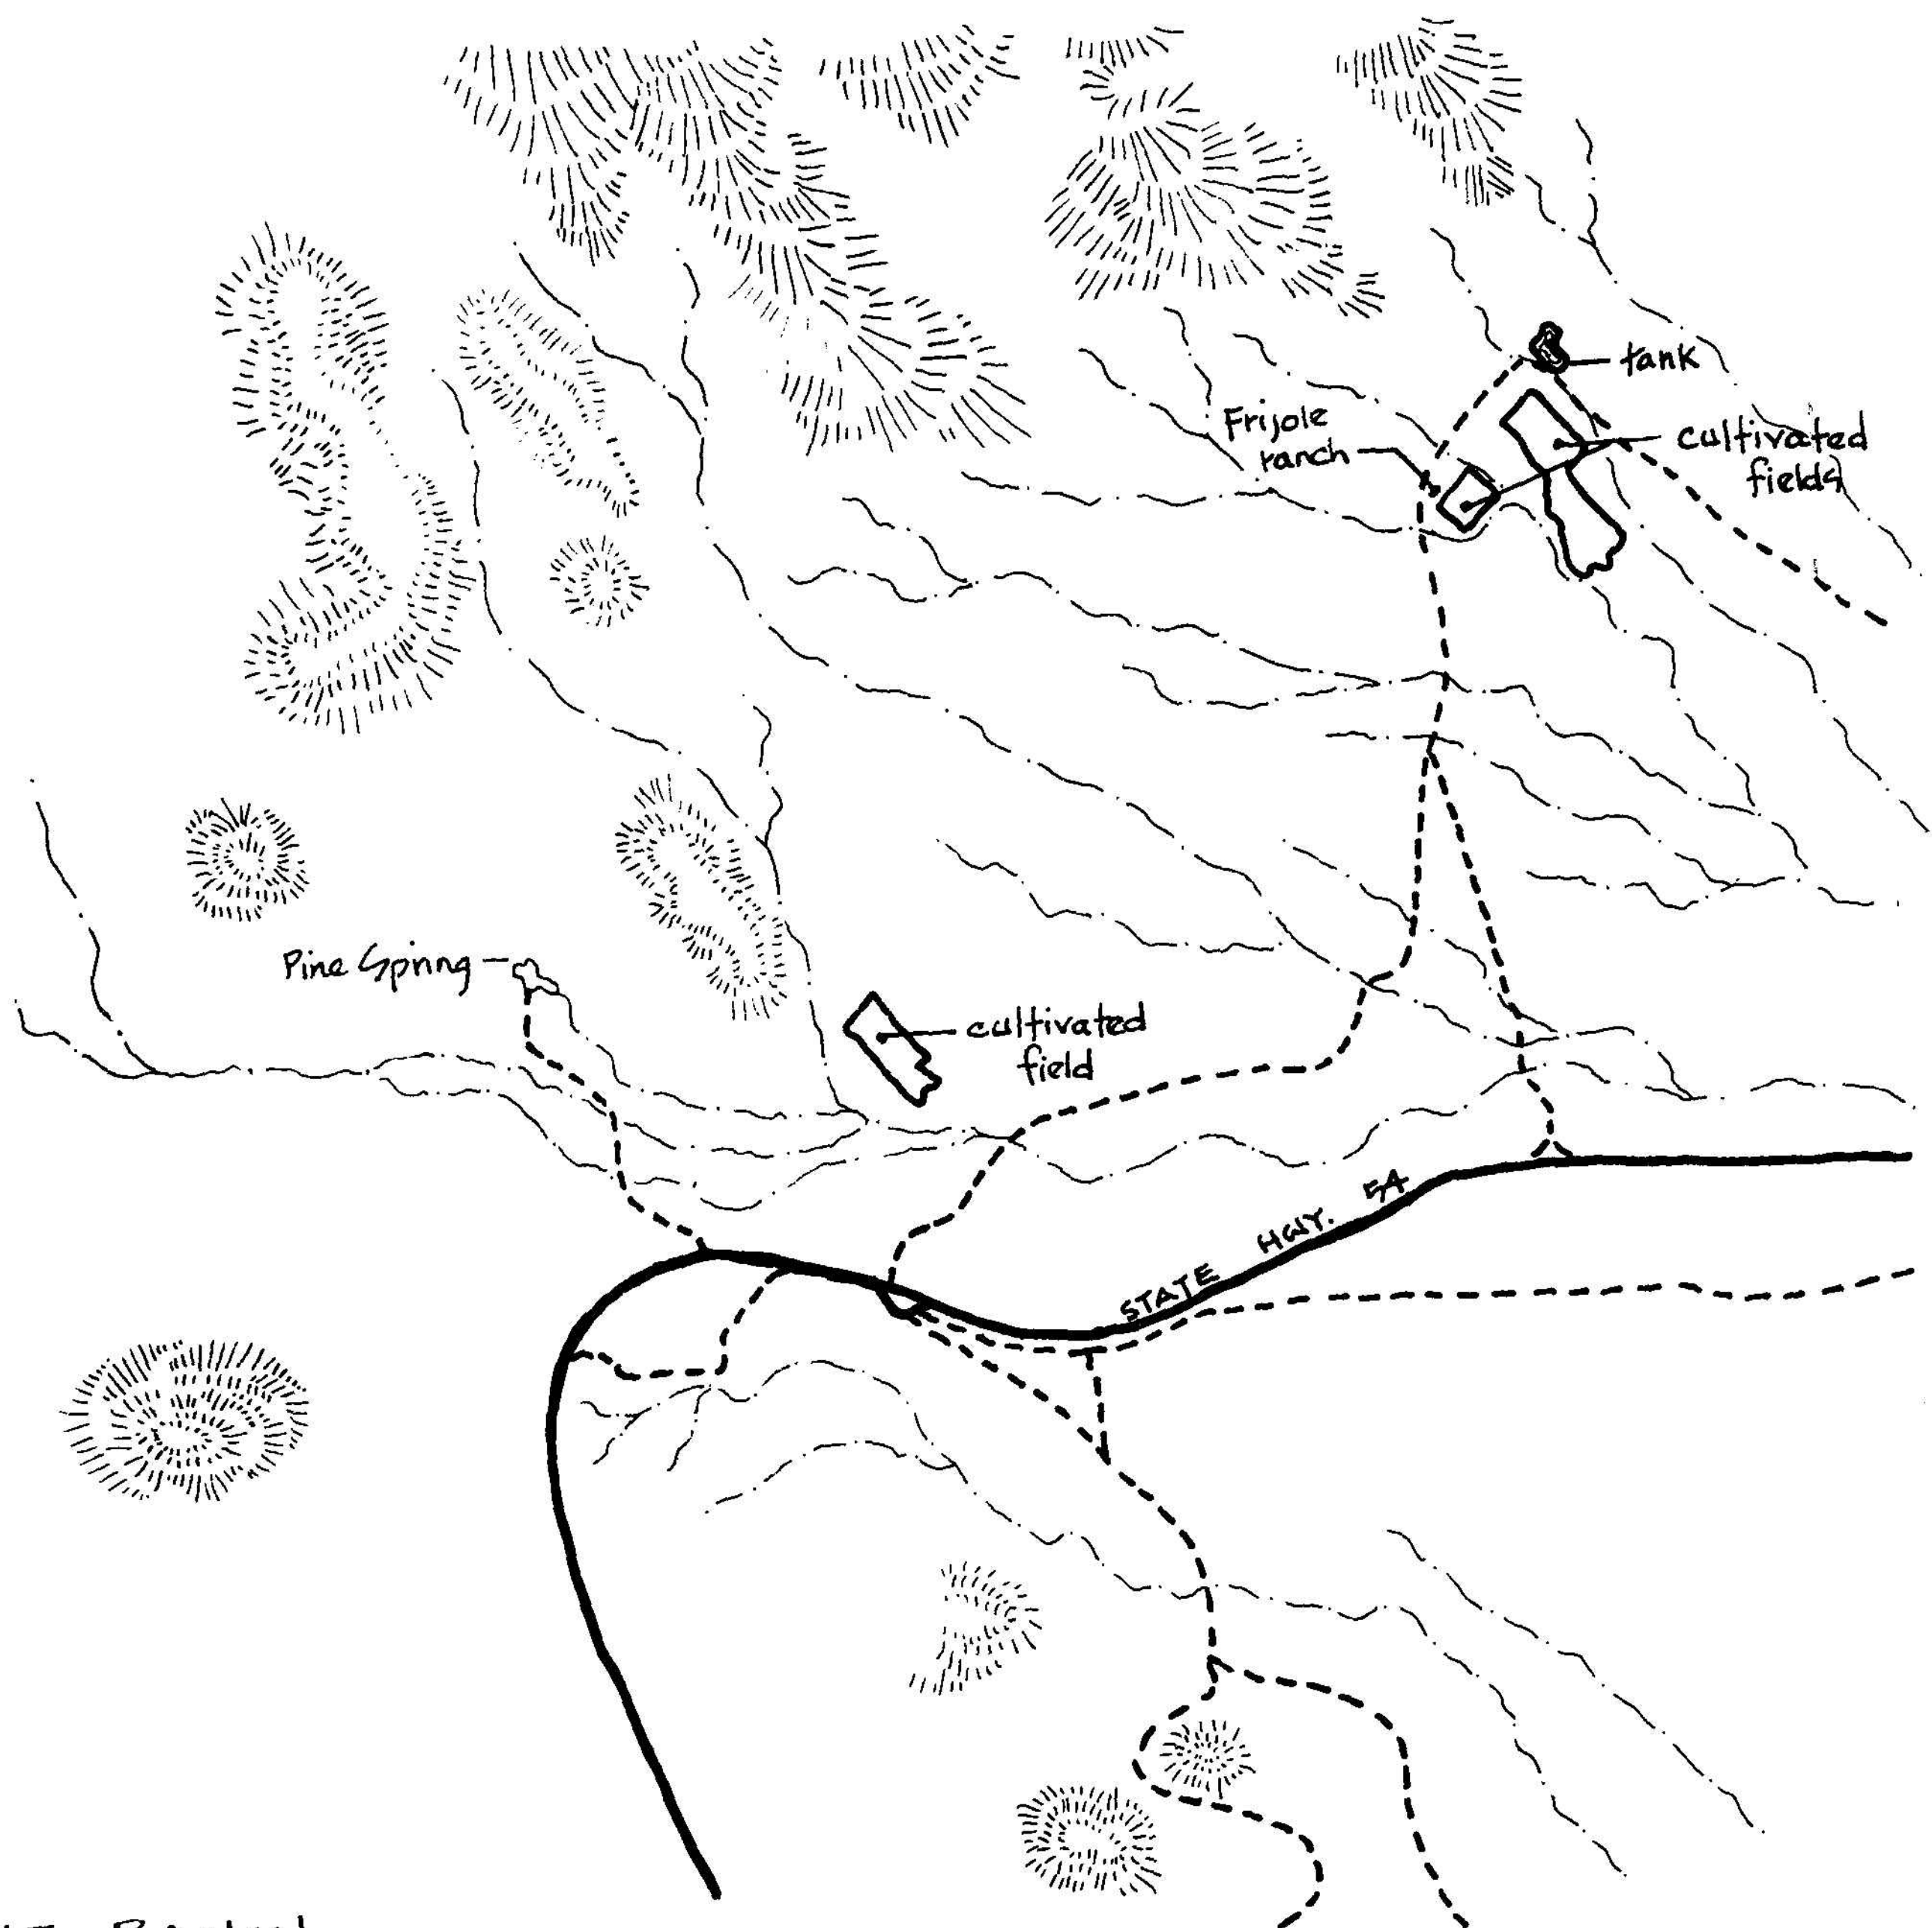 tank
Frijole
ranch
cultivated
fields
Pine Spring
cultivated
field
STATE HWY. 54